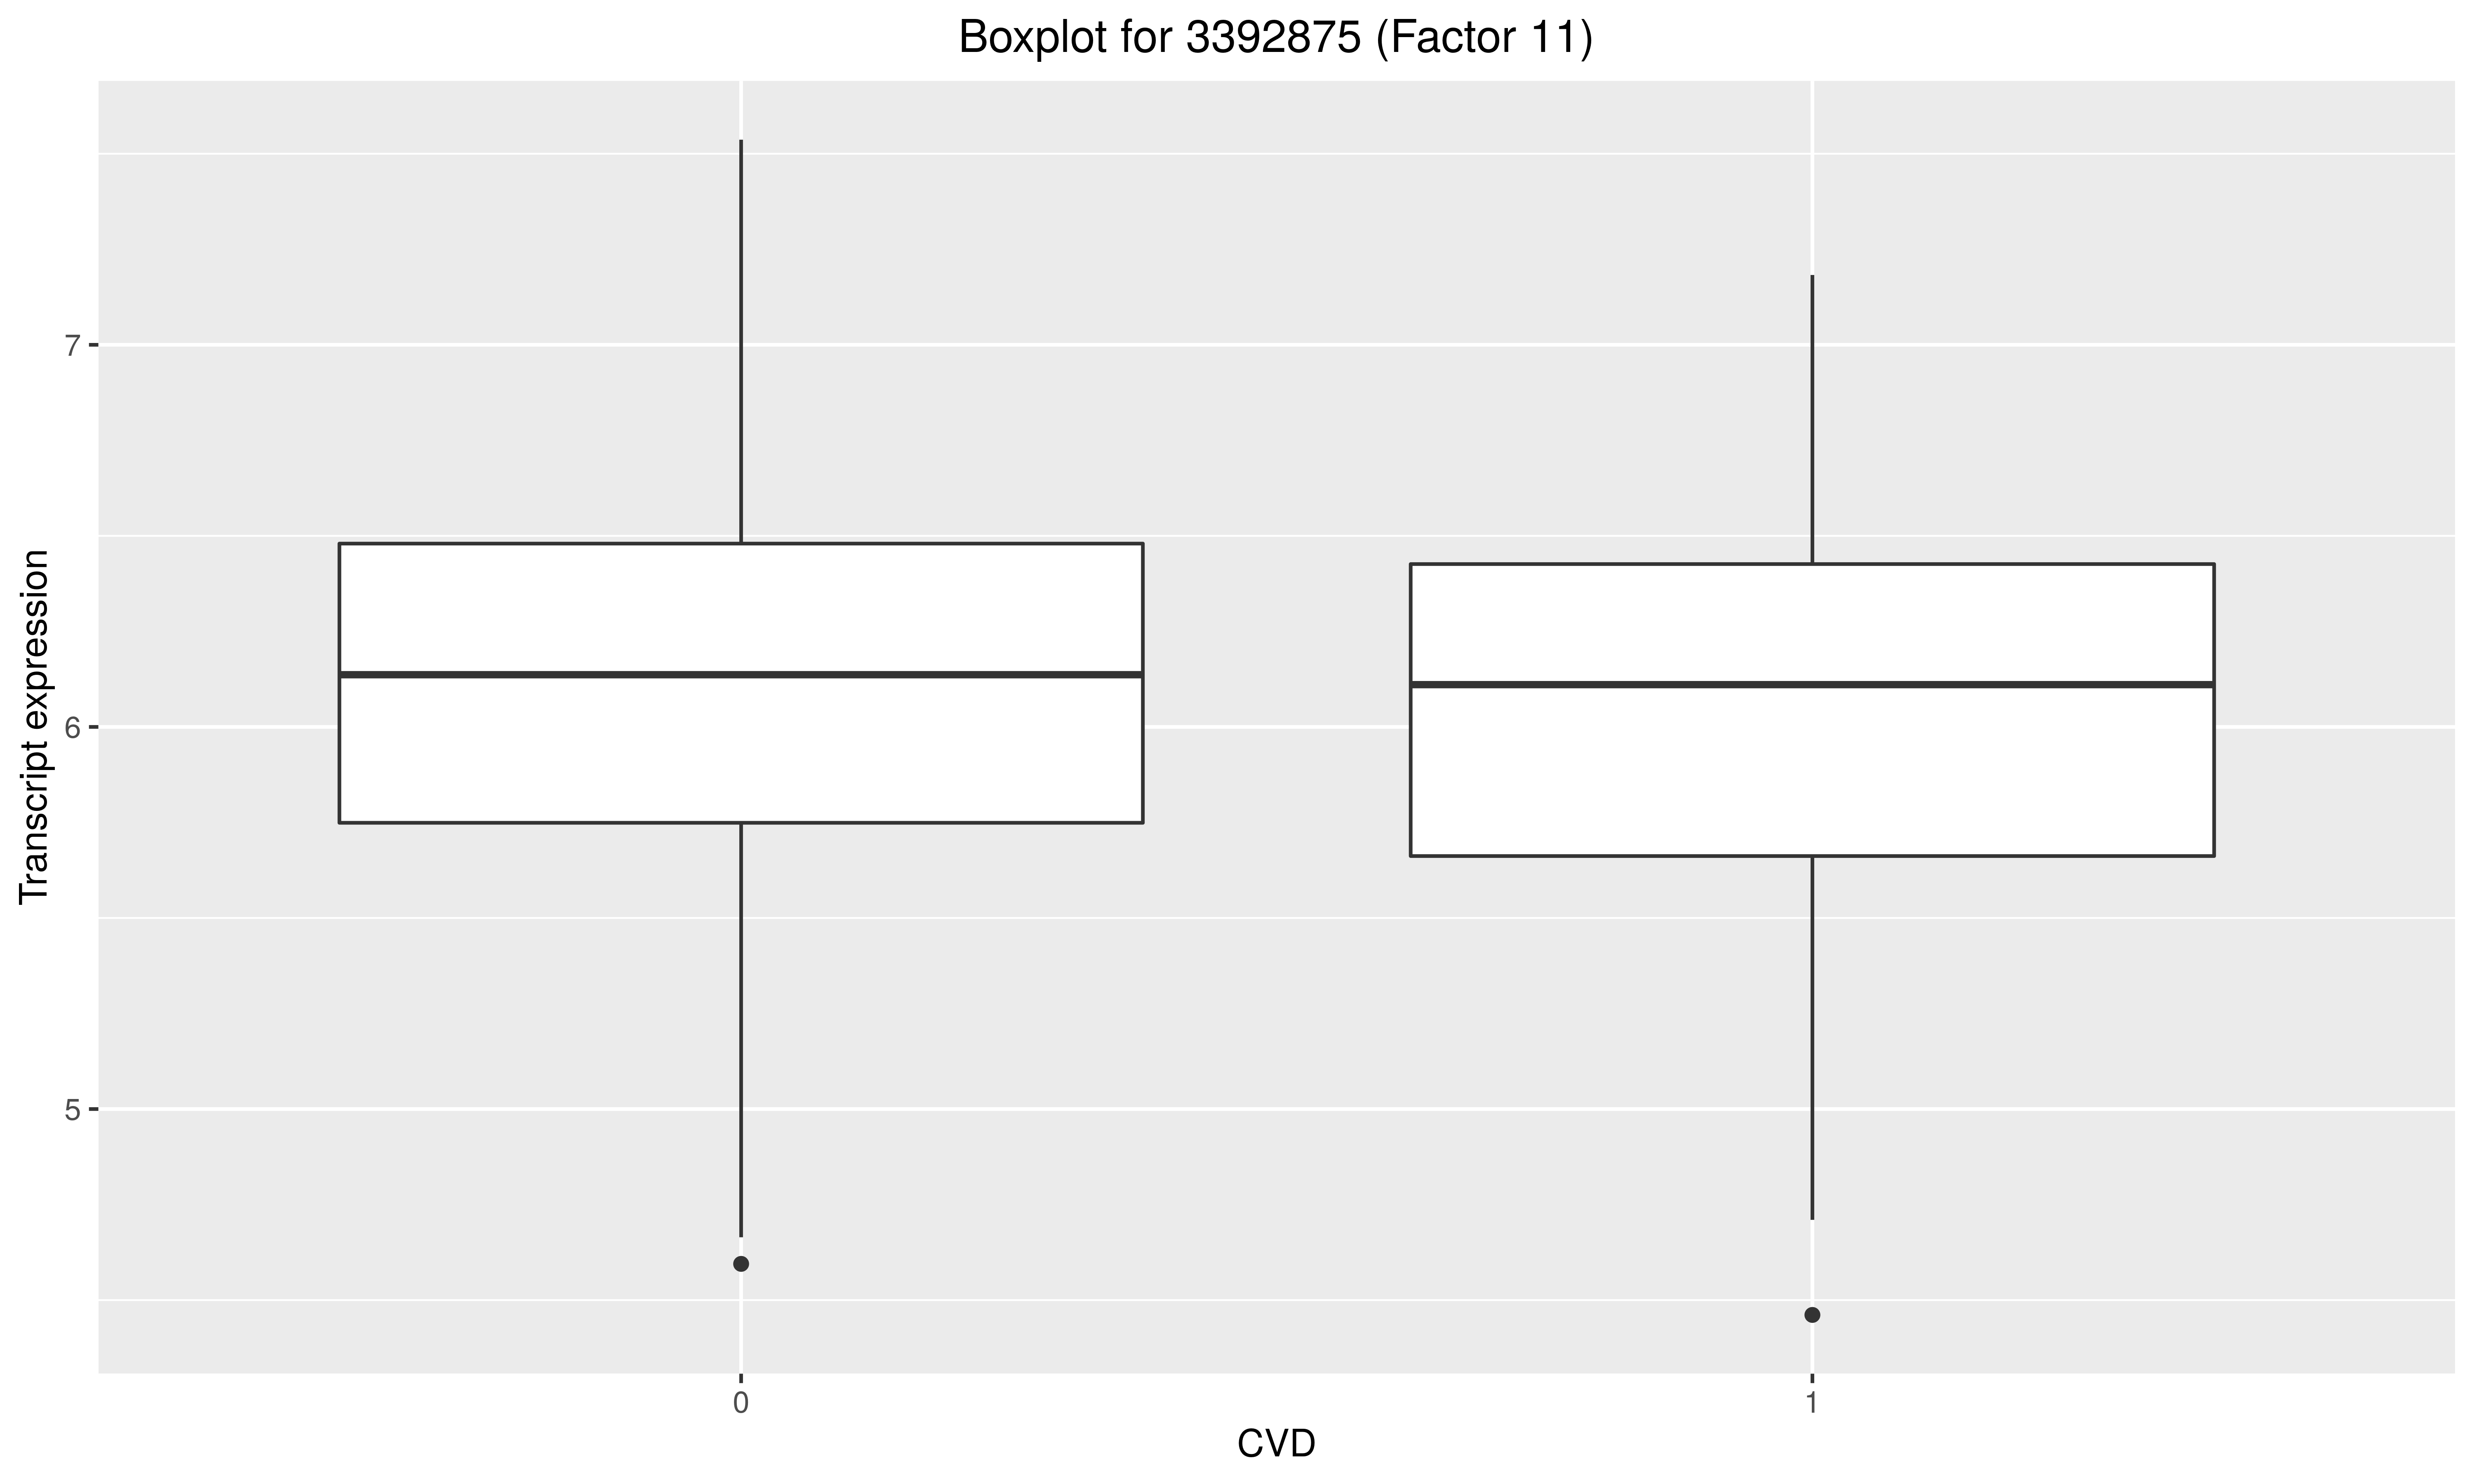 Boxplot for 3392875 (Factor 11)
Transcript expression
7
6
5
0
1
CVD